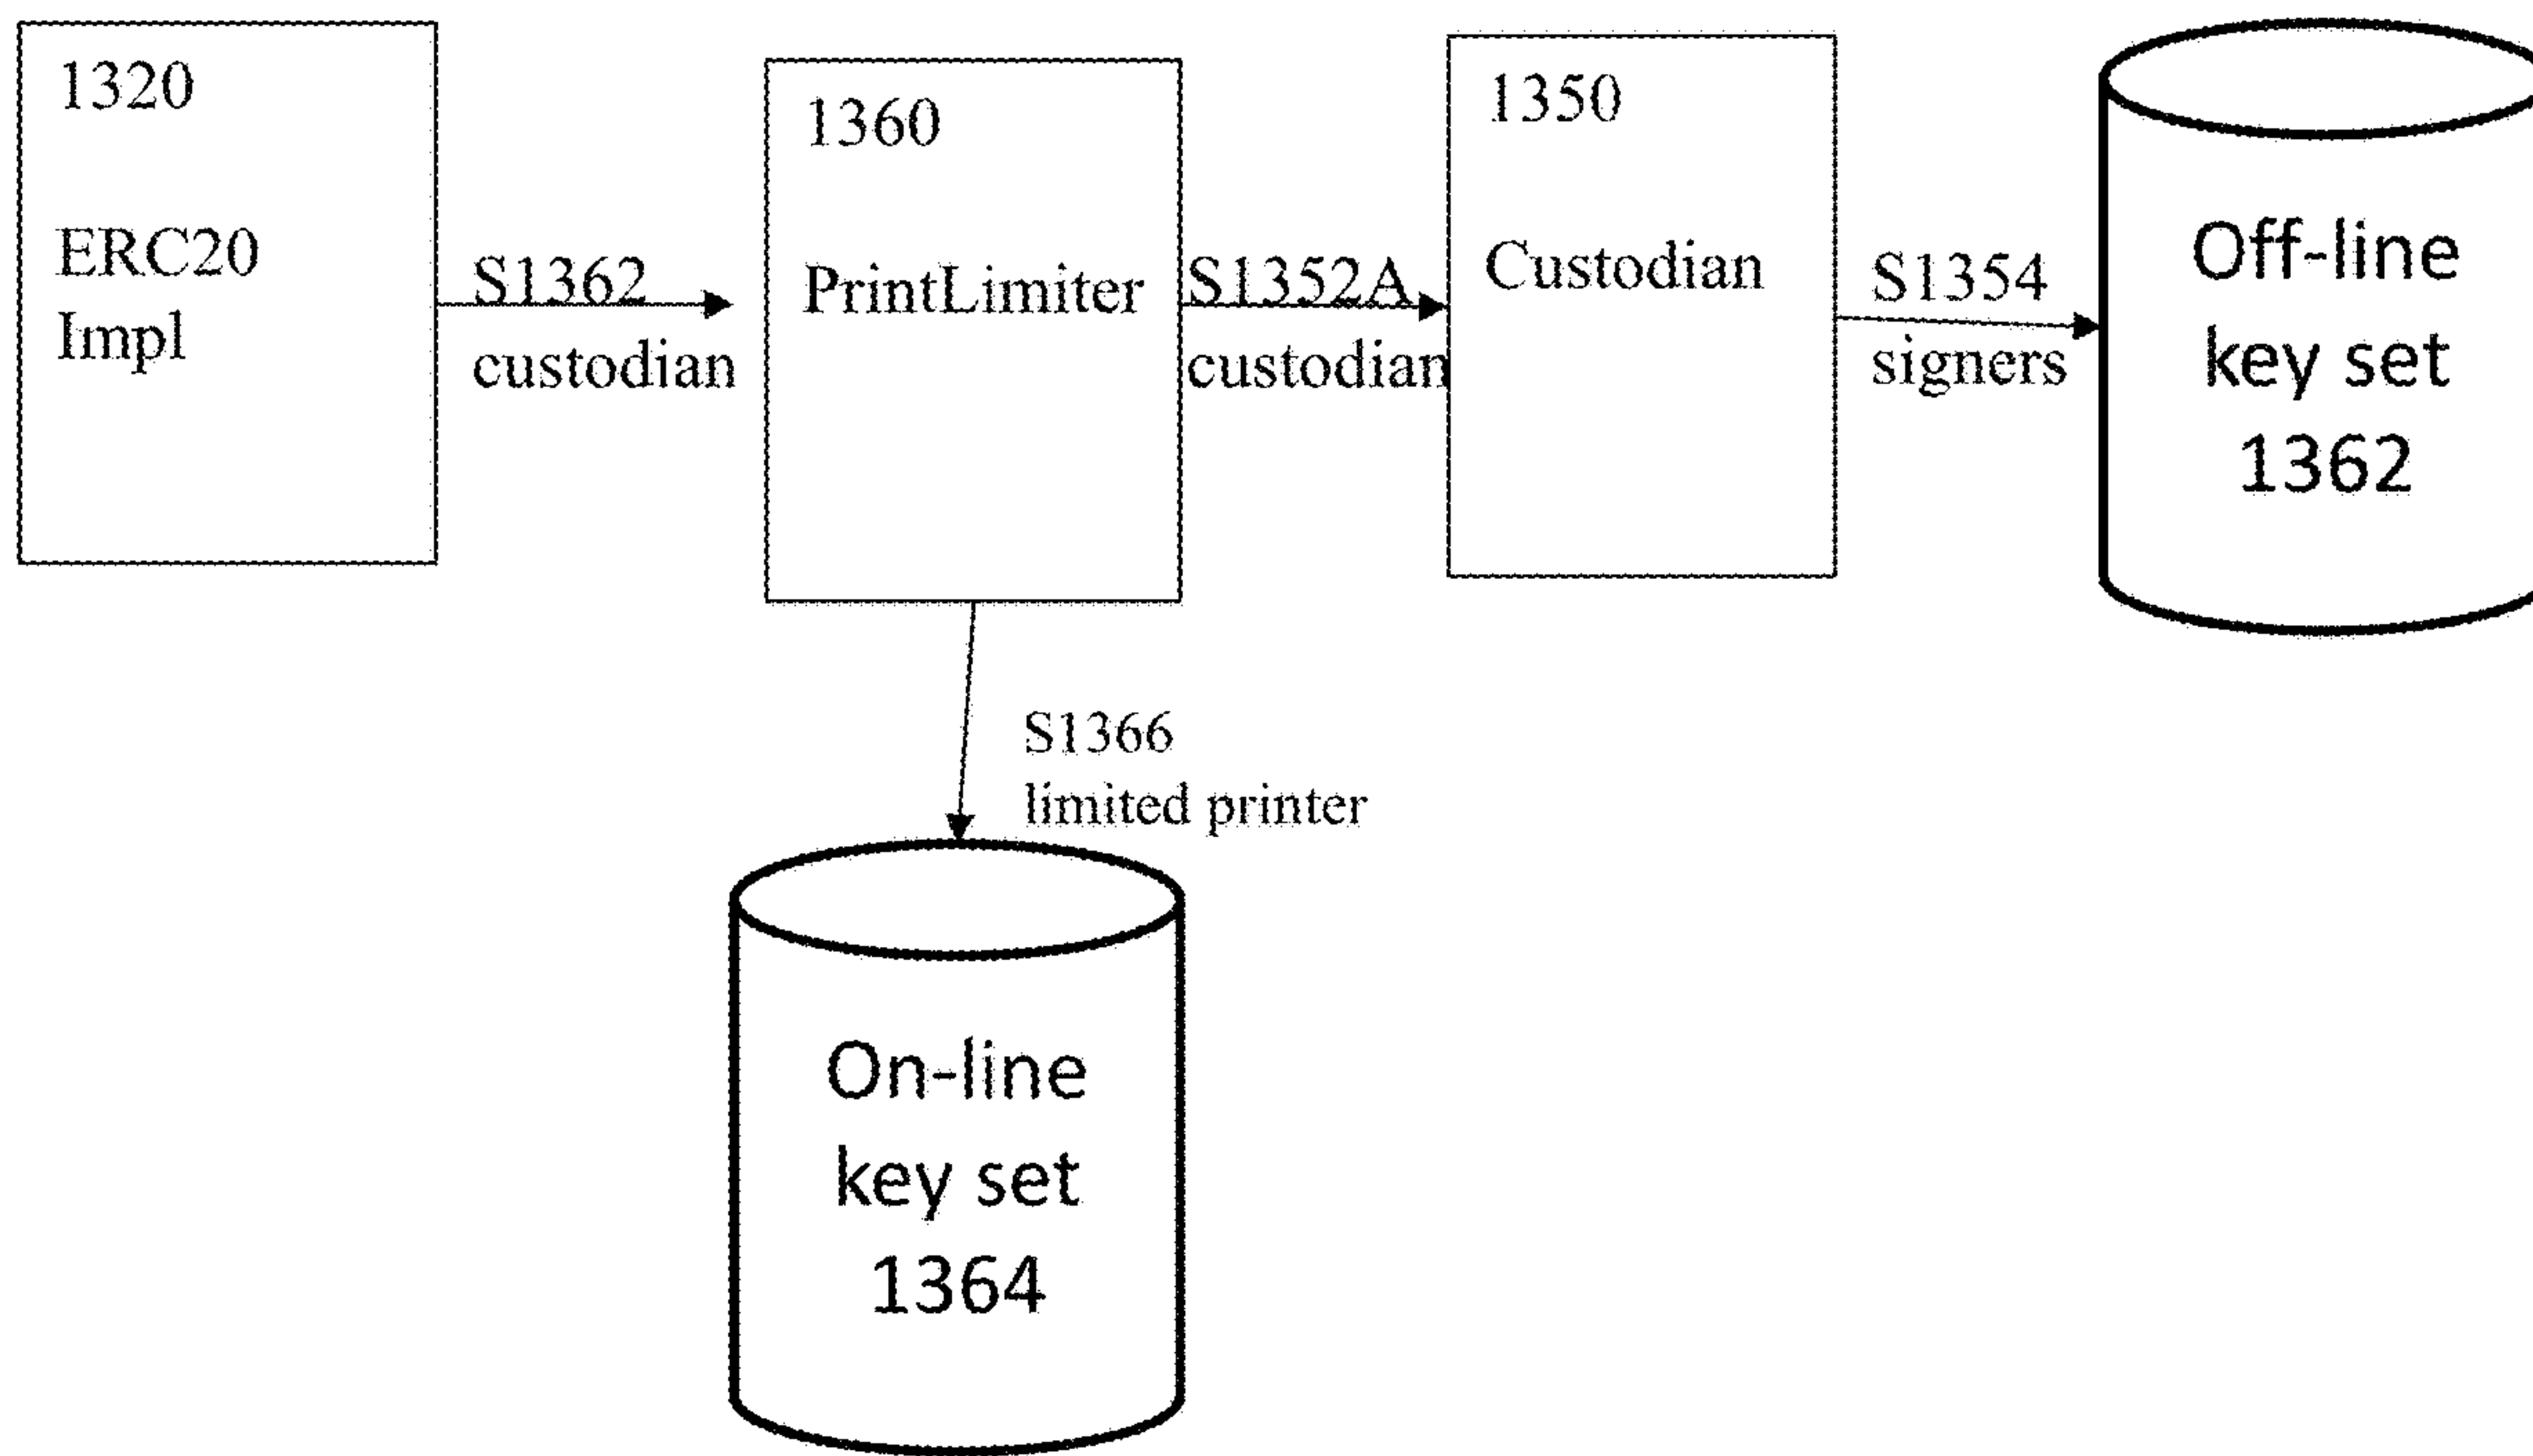 1320
ERC20
Impl
S1362
custodian
1360
PrintLimiter
S1352A
custodian
1350
Custodian
S1354
signers
Off-line
key set
1362
S1366
limited printer
On-line
key set
1364